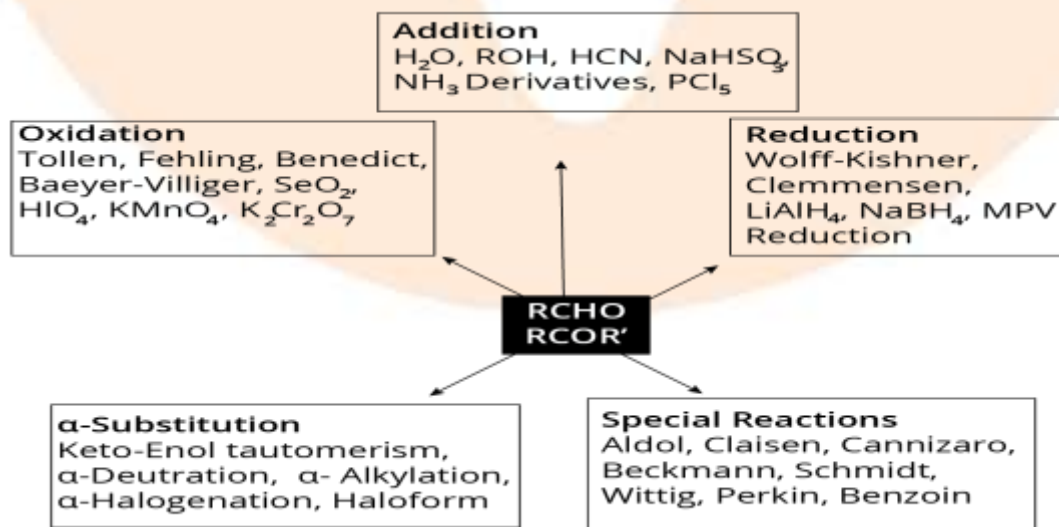 Addition
H₂O, ROH, HCN, NaHSO₃,
NH₃ Derivatives, PCl₅
Oxidation
Tollen, Fehling, Benedict,
Baeyer-Villiger, SeO₂,
HIO₄, KMnO₄, K₂Cr₂O₇
Reduction
Wolff-Kishner,
Clemmensen,
LiAlH₄, NaBH₄, MPV
Reduction
RCHO
RCOR’
α-Substitution
Keto-Enol tautomerism,
α-Deutration, α- Alkylation,
α-Halogenation, Haloform
Special Reactions
Aldol, Claisen, Cannizaro,
Beckmann, Schmidt,
Wittig, Perkin, Benzoin